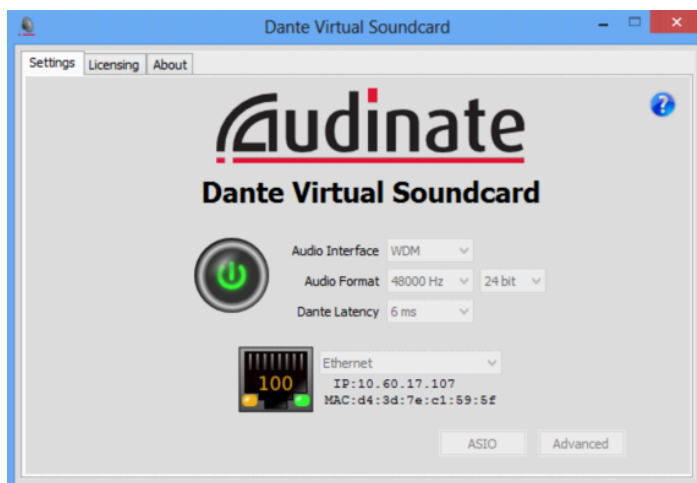 Dante Virtual Soundcard
Settings Licensing About
Audinate
Dante Virtual Soundcard
Audio Interface WDM
Audio Format 48000 Hz 24 bit
Dante Latency 6 ms
Ethernet
100
IP:10.60.17.107
MAC:d4:3d:7e:c1:59:5f
ASIO Advanced